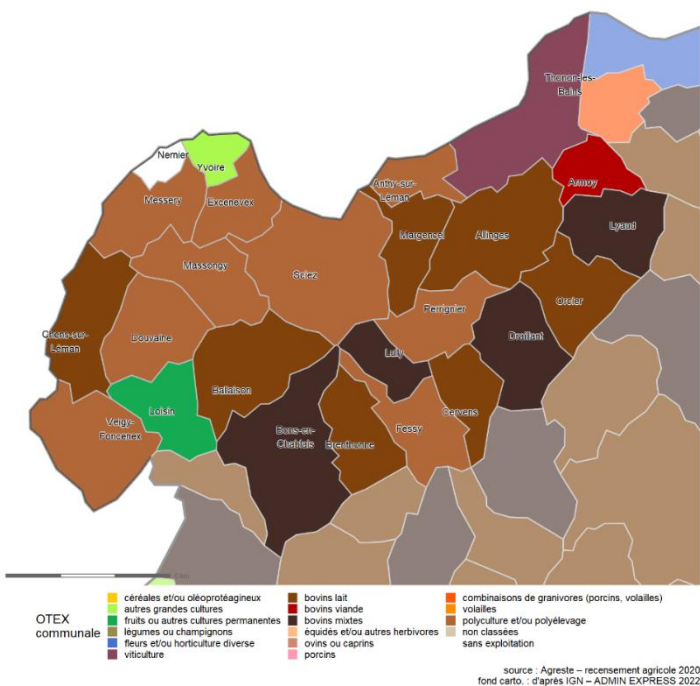 Thonon-les-
Bains
Nernier
Yvoire
Armoy
Anthy-sur-
Léman
Messery
Excenevex
Lyaud
Margencel
Allinges
Massongy
Sciez
Orcier
Perrignier
Draillant
Chens-sur-
Léman
Douvaine
Lully
Ballaison
Loisin
Cervens
Veigy-
Foncenex
Fessy
Bons-en-
Chablais
Brenthonne
OTEX
communale
céréales et/ou oléoprotéagineux
autres grandes cultures
fruits ou autres cultures permanentes
légumes ou champignons
fleurs et/ou horticulture diverse
viticulture
bovins lait
bovins viande
bovins mixtes
équidés et/ou autres herbivores
ovins ou caprins
porcins
combinaisons de granivores (porcins, volailles)
volailles
polyculture et/ou polyélevage
non classées
sans exploitation
source : Agreste – recensement agricole 2020
fond carto. : d'après IGN – ADMIN EXPRESS 2022